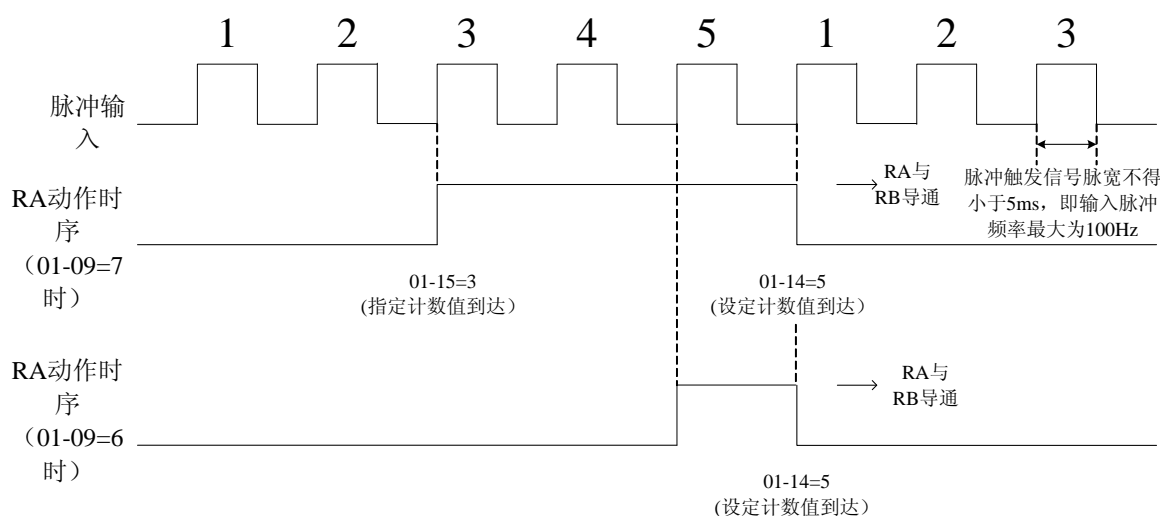 1 2 3 4 5 1 2 3
脉冲输
入
RA动作时
序
（01-09=7
时）
RA与
RB导通
脉冲触发信号脉宽不得
小于5ms，即输入脉冲
频率最大为100Hz
01-15=3
(指定计数值到达）
01-14=5
(设定计数值到达）
RA动作时
序
（01-09=6
时）
RA与
RB导通
01-14=5
(设定计数值到达）